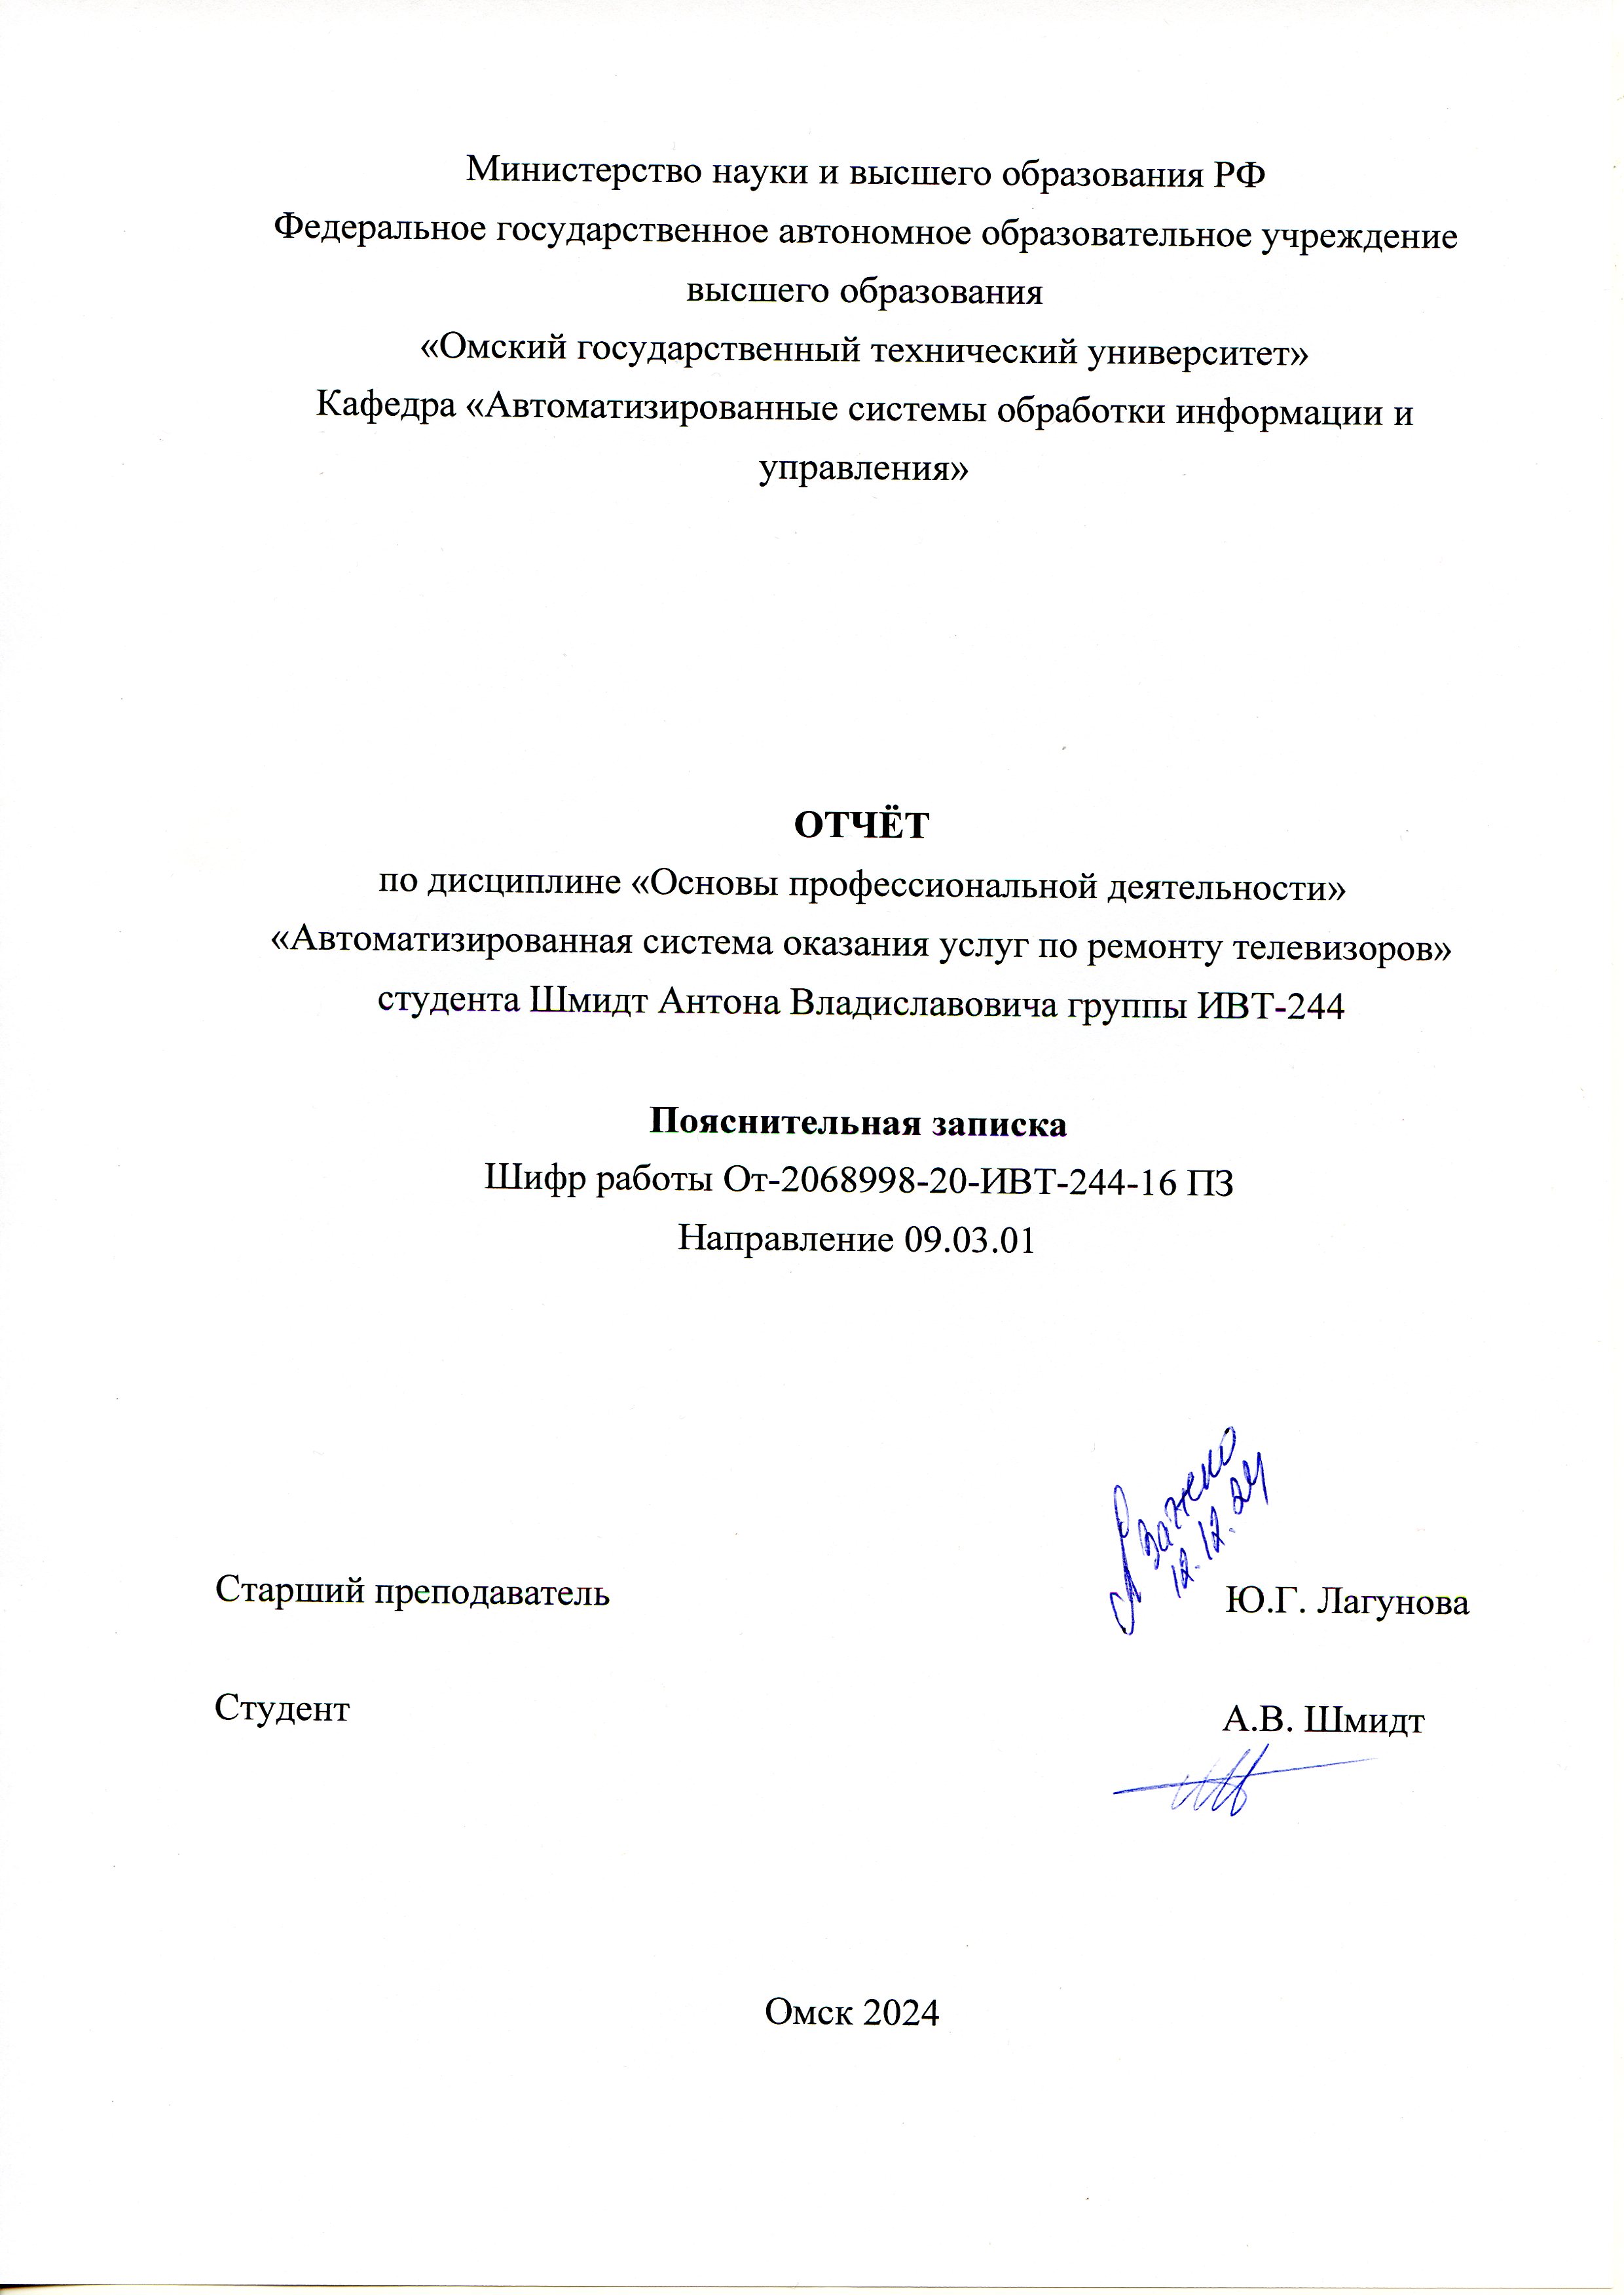 Министерство науки и высшего образования РФ
Федеральное государственное автономное образовательное учреждение
высшего образования
«Омский государственный технический университет»
Кафедра «Автоматизированные системы обработки информации и
управления»
ОТЧЁТ
по дисциплине «Основы профессиональной деятельности»
«Автоматизированная система оказания услуг по ремонту телевизоров»
студента Шмидт Антона Владиславовича группы ИВТ-244
Пояснительная записка
Шифр работы От-2068998-20-ИВТ-244-16 ПЗ
Направление 09.03.01
зачтено
12.12.24
Старший преподаватель Ю.Г. Лагунова
Студент А.В. Шмидт
Омск 2024